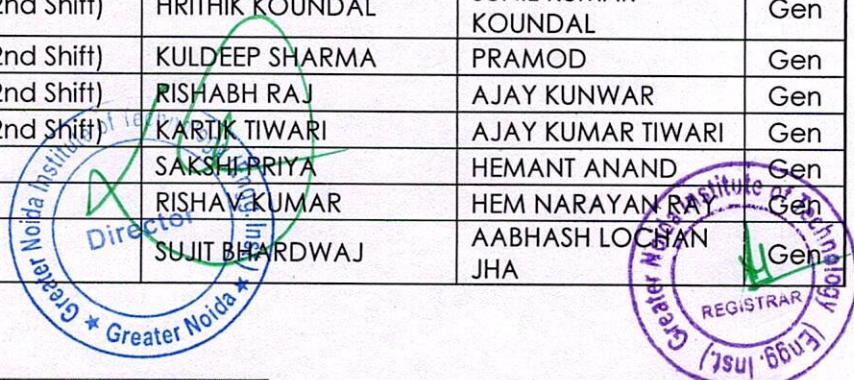 2nd Shift) HRITHIK KOUNDAL KOUNDAL Gen
2nd Shift) KULDEEP SHARMA PRAMOD Gen
2nd Shift) RISHABH RAJ AJAY KUNWAR Gen
2nd Shift) KARTIK TIWARI AJAY KUMAR TIWARI Gen
SAKSHI PRIYA HEMANT ANAND Gen
RISHAV KUMAR HEM NARAYAN RAY Gen
SUJIT BHARDWAJ AABHASH LOCHAN JHA Gen
Greater Noida Institute of Technology (Engg. Inst.)
Director
★ Greater Noida ★
Greater Noida Institute of Technology (Engg. Inst.)
REGISTRAR